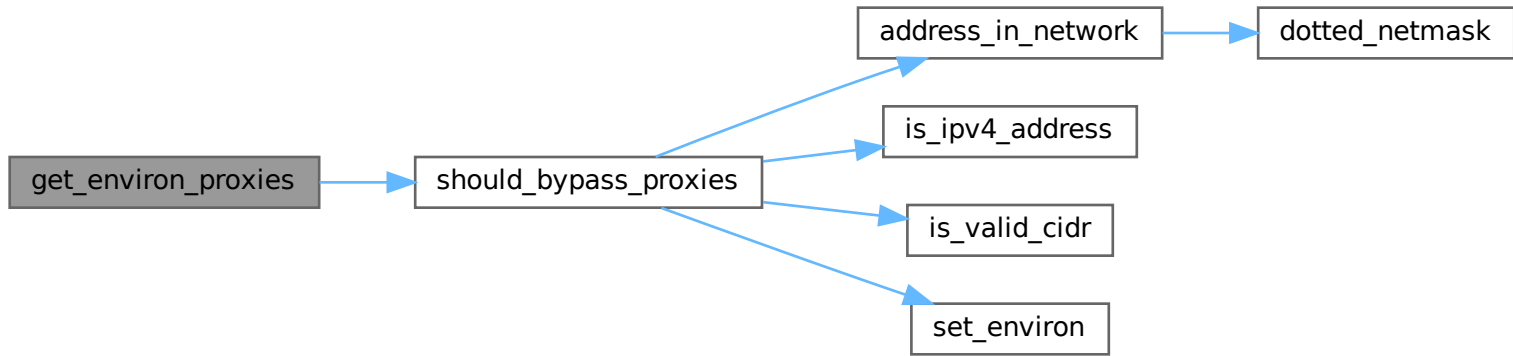 get_environ_proxies
should_bypass_proxies
address_in_network
dotted_netmask
is_ipv4_address
is_valid_cidr
set_environ